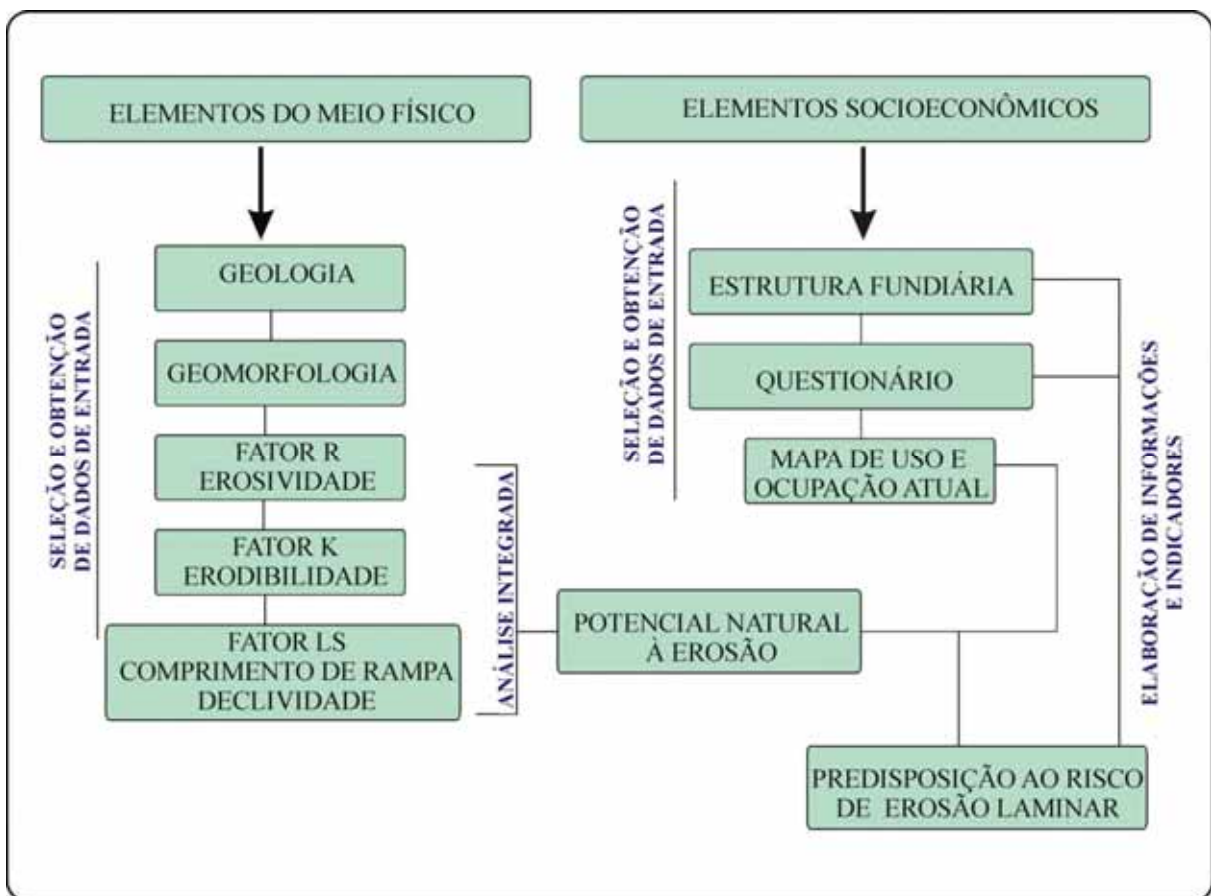 ELEMENTOS DO MEIO FÍSICO
ELEMENTOS SOCIOECONÔMICOS
SELEÇÃO E OBTENÇÃO
DE DADOS DE ENTRADA
GEOLOGIA
GEOMORFOLOGIA
FATOR R
EROSIVIDADE
FATOR K
ERODIBILIDADE
FATOR LS
COMPRIMENTO DE RAMPA
DECLIVIDADE
ANÁLISE INTEGRADA
POTENCIAL NATURAL
À EROSÃO
SELEÇÃO E OBTENÇÃO
DE DADOS DE ENTRADA
ESTRUTURA FUNDIÁRIA
QUESTIONÁRIO
MAPA DE USO E
OCUPAÇÃO ATUAL
ELABORAÇÃO DE INFORMAÇÕES
E INDICADORES
PREDISPOSIÇÃO AO RISCO
DE EROSÃO LAMINAR